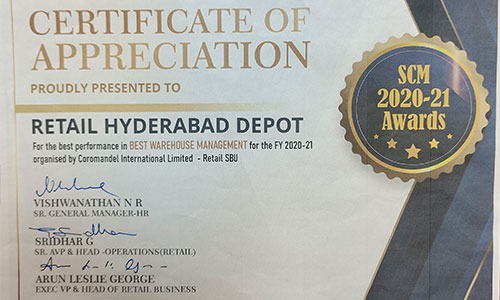 CERTIFICATE OF
APPRECIATION
PROUDLY PRESENTED TO
RETAIL HYDERABAD DEPOT
For the best performance in BEST WAREHOUSE MANAGEMENT for the FY 2020-21
organised by Coromandel International Limited - Retail SBU
VISHWANATHAN N R
SR. GENERAL MANAGER-HR
SRIDHAR G
SR. AVP & HEAD -OPERATIONS(RETAIL)
ARUN LESLIE GEORGE
EXEC VP & HEAD OF RETAIL BUSINESS
SCM
2020-21
Awards